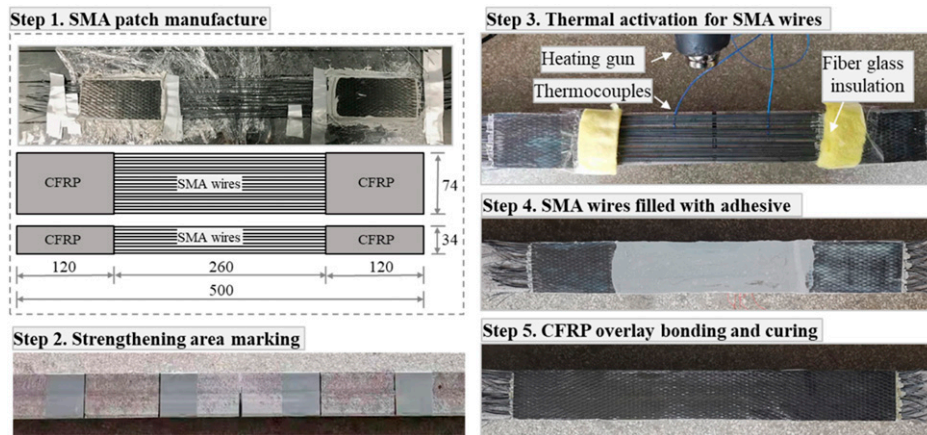 Step 1. SMA patch manufacture
CFRP
SMA wires
CFRP
74
CFRP
SMA wires
CFRP
34
120
260
120
500
Step 2. Strengthening area marking
Step 3. Thermal activation for SMA wires
Heating gun
Thermocouples
Fiber glass
insulation
Step 4. SMA wires filled with adhesive
Step 5. CFRP overlay bonding and curing